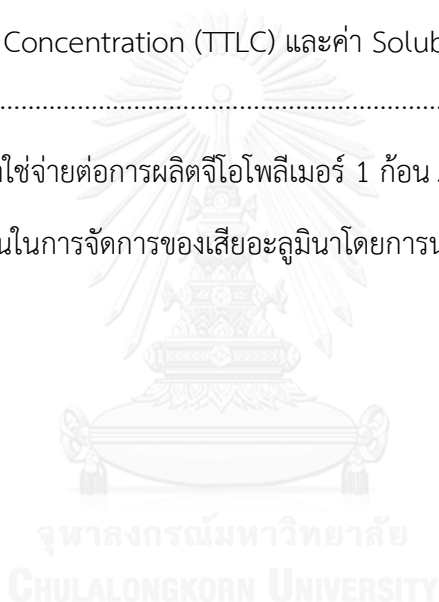 Concentration (TTLC) และค่า Solub
................................................................
ใช่จ่ายต่อการผลิตจีโอโพลีเมอร์ 1 ก้อน .
นในการจัดการของเสียอะลูมินาโดยการน
จุฬาลงกรณ์มหาวิทยาลัย
CHULALONGKORN UNIVERSITY